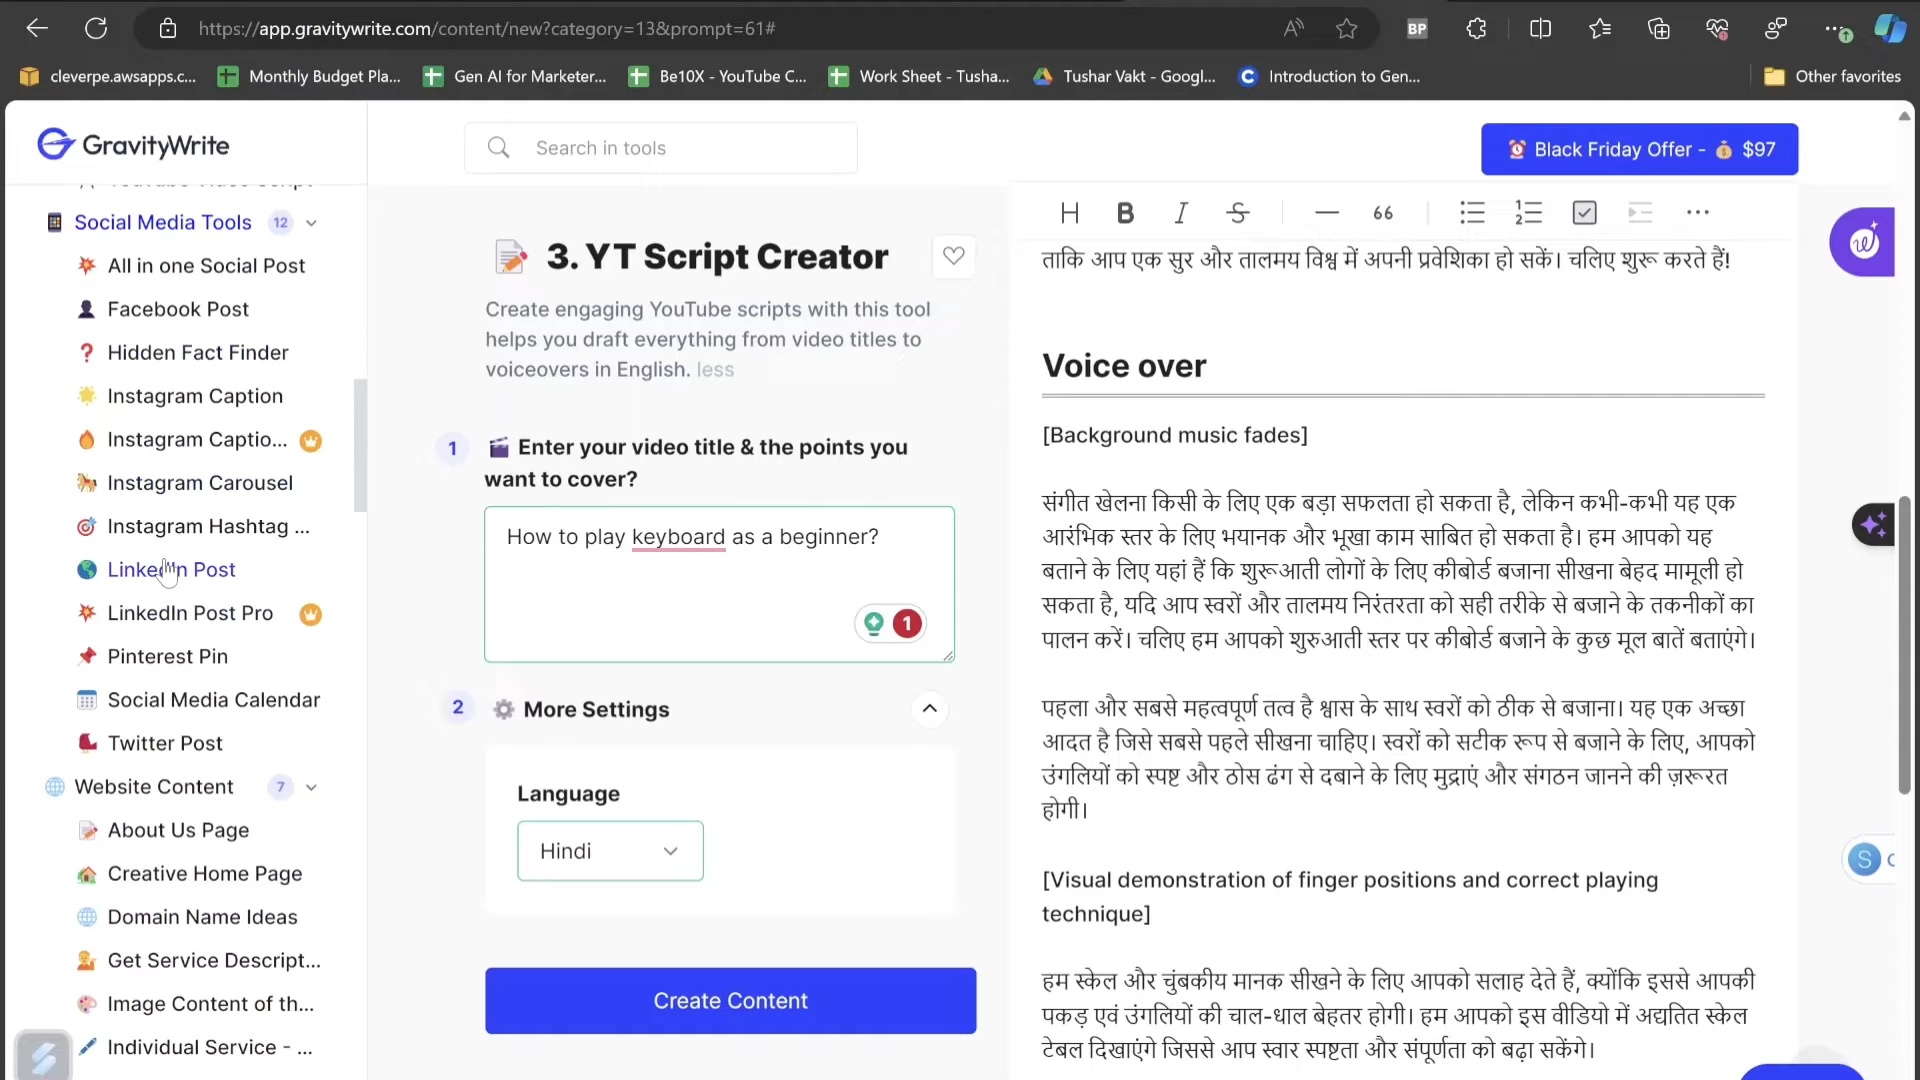 https://app.gravitywrite.com/content/new?category=13&prompt=61#
BP
cleverpe.awsapps.c...
Monthly Budget Pla...
Gen AI for Marketer...
Be10X - YouTube C...
Work Sheet - Tusha...
Tushar Vakt - Googl...
Introduction to Gen...
Other favorites
GravityWrite
Search in tools
Black Friday Offer - $97
Social Media Tools 12
All in one Social Post
Facebook Post
Hidden Fact Finder
Instagram Caption
Instagram Captio...
Instagram Carousel
Instagram Hashtag ...
LinkedIn Post
LinkedIn Post Pro
Pinterest Pin
Social Media Calendar
Twitter Post
Website Content 7
About Us Page
Creative Home Page
Domain Name Ideas
Get Service Descript...
Image Content of th...
Individual Service - ...
3. YT Script Creator
Create engaging YouTube scripts with this tool
helps you draft everything from video titles to
voiceovers in English. less
1 Enter your video title & the points you
want to cover?
How to play keyboard as a beginner?
1
2 More Settings
Language
Hindi
Create Content
ताकि आप एक सुर और तालमय विश्व में अपनी प्रवेशिका हो सकें। चलिए शुरू करते हैं!
Voice over
[Background music fades]
संगीत खेलना किसी के लिए एक बड़ा सफलता हो सकता है, लेकिन कभी-कभी यह एक
आरंभिक स्तर के लिए भयानक और भूखा काम साबित हो सकता है। हम आपको यह
बताने के लिए यहां हैं कि शुरूआती लोगों के लिए कीबोर्ड बजाना सीखना बेहद मामूली हो
सकता है, यदि आप स्वरों और तालमय निरंतरता को सही तरीके से बजाने के तकनीकों का
पालन करें। चलिए हम आपको शुरुआती स्तर पर कीबोर्ड बजाने के कुछ मूल बातें बताएंगे।
पहला और सबसे महत्वपूर्ण तत्व है श्वास के साथ स्वरों को ठीक से बजाना। यह एक अच्छा
आदत है जिसे सबसे पहले सीखना चाहिए। स्वरों को सटीक रूप से बजाने के लिए, आपको
उंगलियों को स्पष्ट और ठोस ढंग से दबाने के लिए मुद्राएं और संगठन जानने की ज़रूरत
होगी।
[Visual demonstration of finger positions and correct playing
technique]
हम स्केल और चुंबकीय मानक सीखने के लिए आपको सलाह देते हैं, क्योंकि इससे आपकी
पकड़ एवं उंगलियों की चाल-धाल बेहतर होगी। हम आपको इस वीडियो में अद्यतित स्केल
टेबल दिखाएंगे जिससे आप स्वार स्पष्टता और संपूर्णता को बढ़ा सकेंगे।